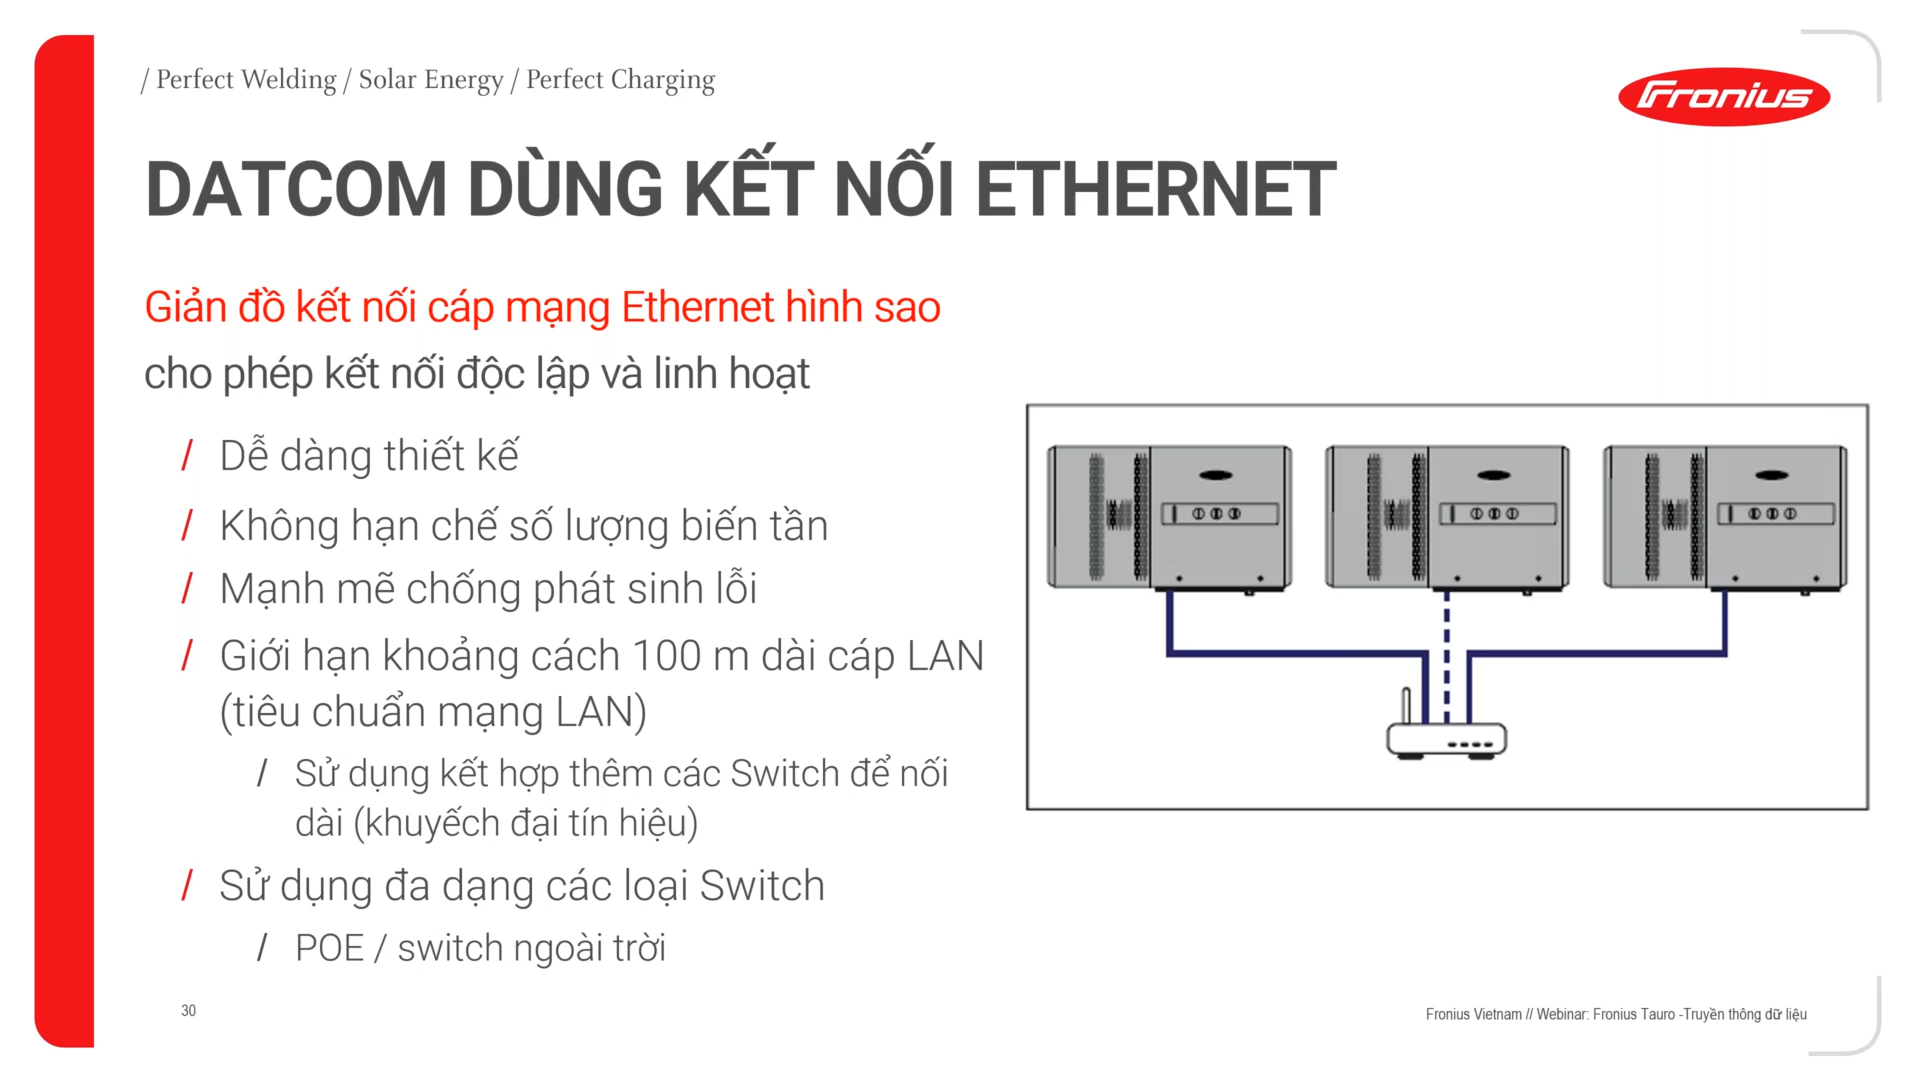 / Perfect Welding / Solar Energy / Perfect Charging
Fronius
DATCOM DÙNG KẾT NỐI ETHERNET
Giản đồ kết nối cáp mạng Ethernet hình sao
cho phép kết nối độc lập và linh hoạt
/ Dễ dàng thiết kế
/ Không hạn chế số lượng biến tần
/ Mạnh mẽ chống phát sinh lỗi
/ Giới hạn khoảng cách 100 m dài cáp LAN
(tiêu chuẩn mạng LAN)
/ Sử dụng kết hợp thêm các Switch để nối
dài (khuyếch đại tín hiệu)
/ Sử dụng đa dạng các loại Switch
/ POE / switch ngoài trời
30
Fronius Vietnam // Webinar: Fronius Tauro -Truyền thông dữ liệu